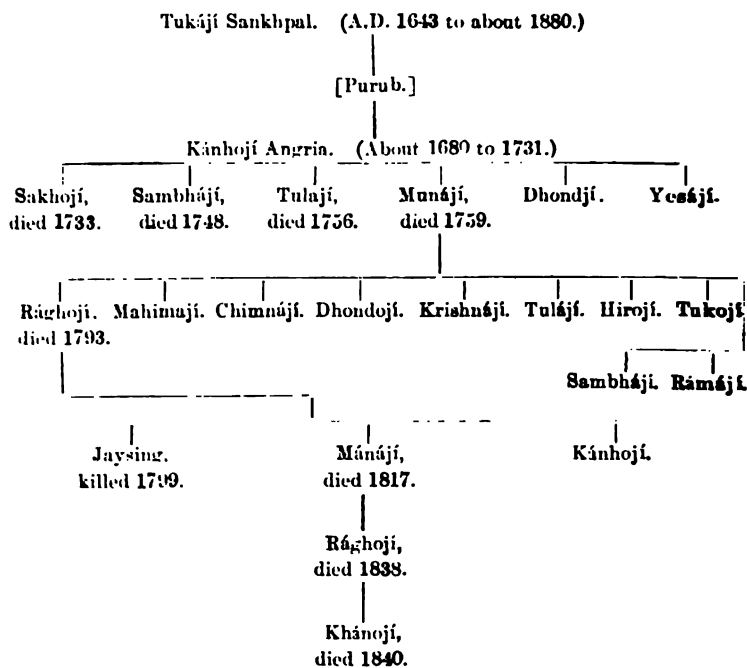 Tukájí Sankhpal. (A.D. 1643 to about 1880.)
[Purub.]
Kánhojí Angria. (About 1680 to 1731.)
Sakhojí, Sambhájí, Tulají, Munájí, Dhondjí. Yesájí.
died 1733. died 1748. died 1756. died 1759.
Rághojí. Mahimají. Chimnájí. Dhondojí. Krishnájí. Tulájí. Hirojí. Tukojí
died 1793.
Sambhájí. Rámájí.
Jaysing. Mánájí, Kánhojí.
killed 1799. died 1817.
Rághojí,
died 1838.
Khánojí,
died 1840.